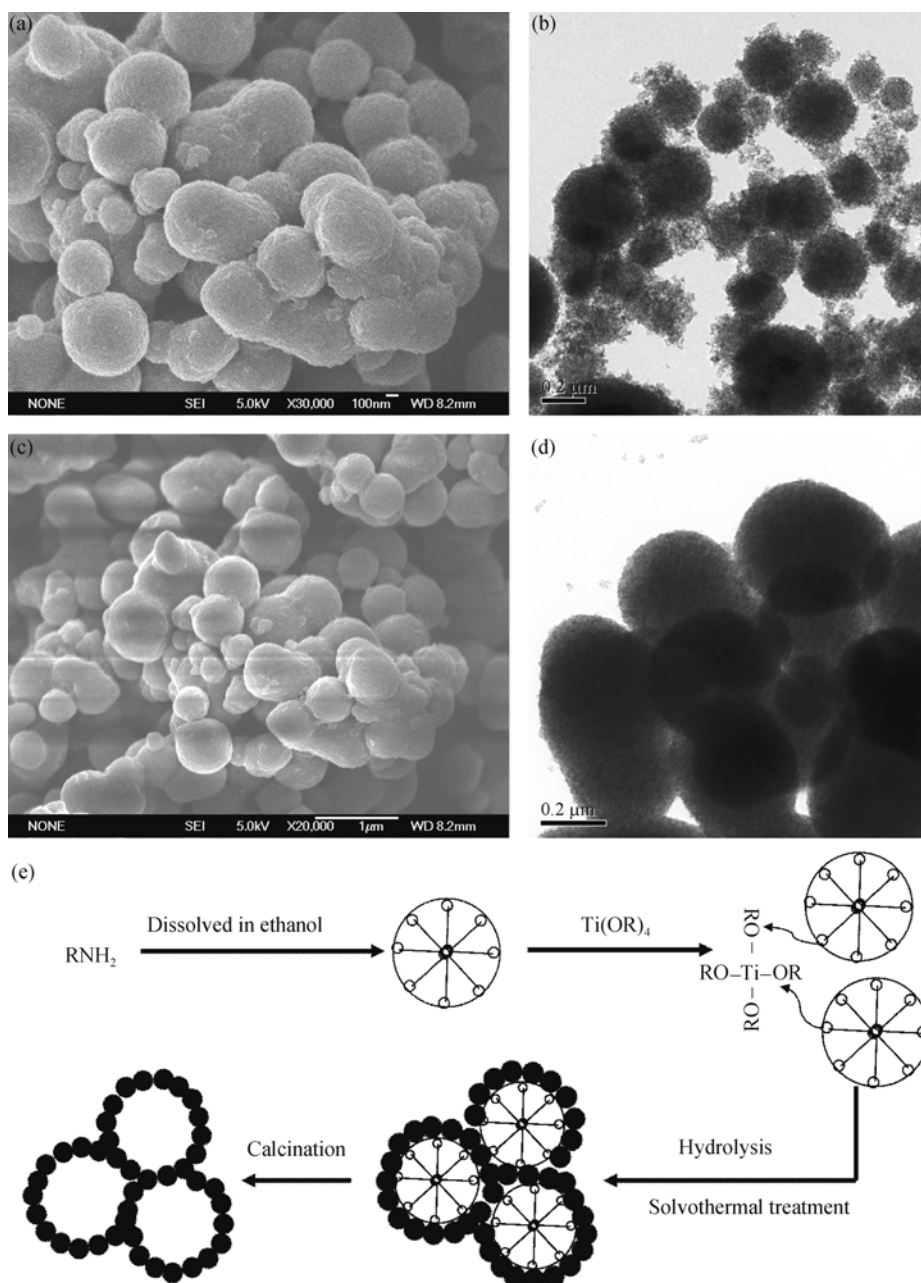 (a)
NONE SEI 5.0kV X30,000 100nm WD 8.2mm
(b)
0.2 μm
(c)
NONE SEI 5.0kV X20,000 1μm WD 8.2mm
(d)
0.2 μm
(e)
RNH₂
Dissolved in ethanol
Ti(OR)₄
RO
RO–Ti–OR
RO
Hydrolysis
Solvothermal treatment
Calcination